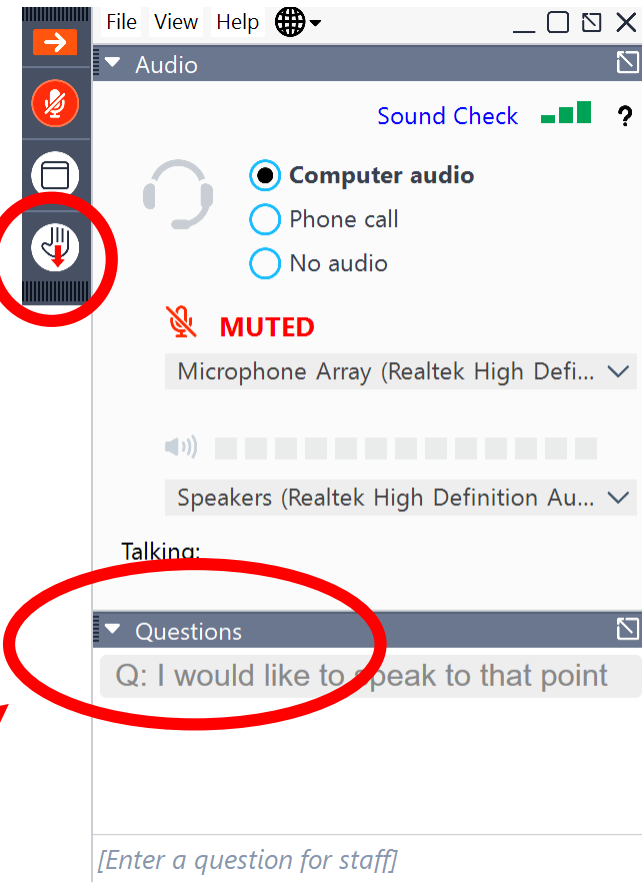 File View Help
Audio
Sound Check ?
Computer audio
Phone call
No audio
MUTED
Microphone Array (Realtek High Defi...
Speakers (Realtek High Definition Au...
Talking:
Questions
Q: I would like to speak to that point
[Enter a question for staff]